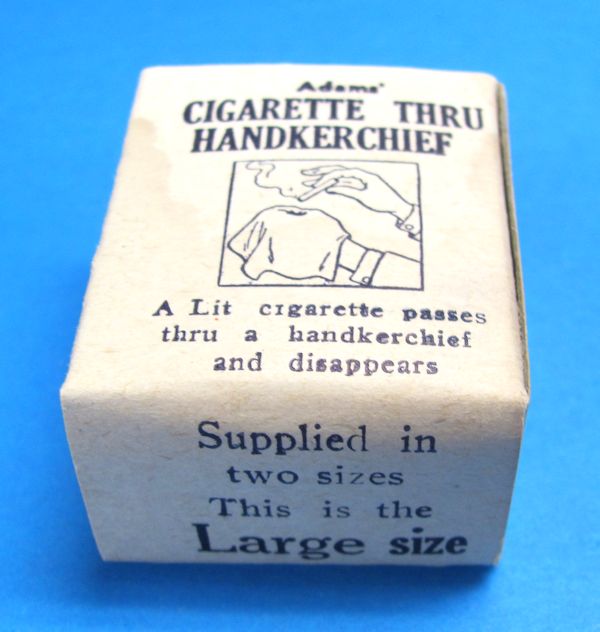 Adams'
CIGARETTE THRU
HANDKERCHIEF
A Lit cigarette passes
thru a handkerchief
and disappears
Supplied in
two sizes
This is the
Large size